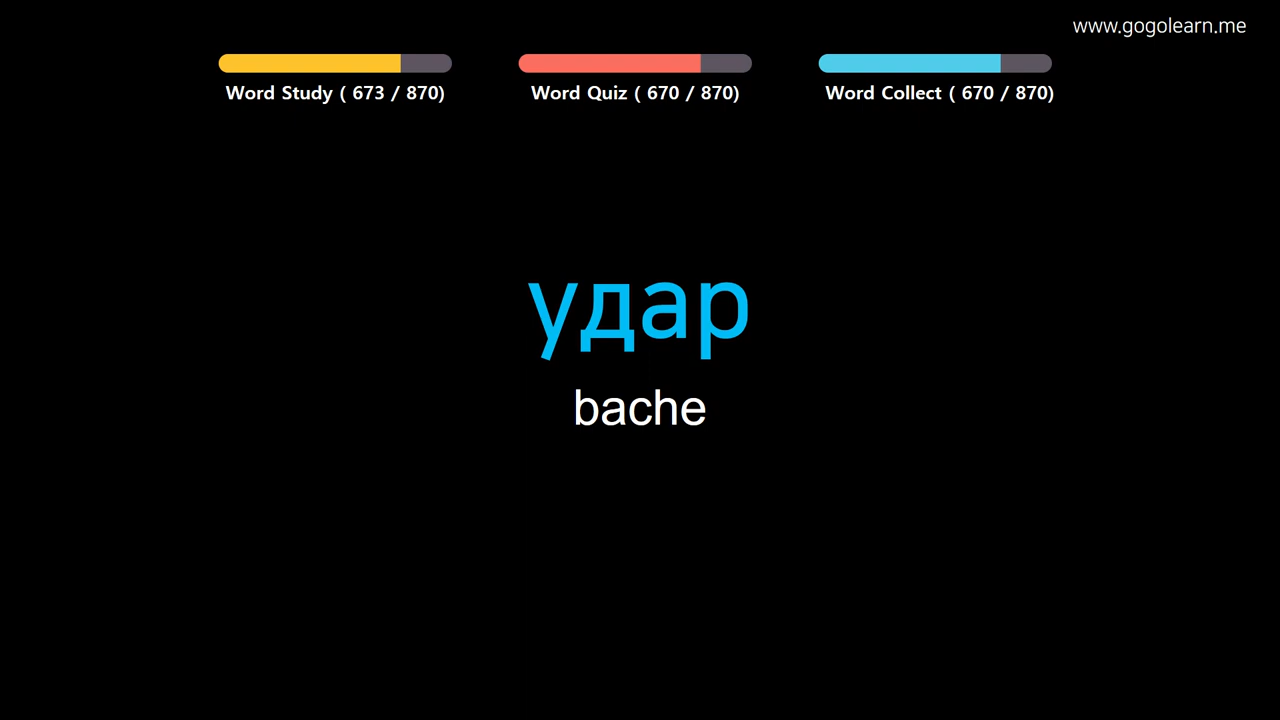 www.gogolearn.me
Word Study ( 673 / 870)
Word Quiz ( 670 / 870)
Word Collect ( 670 / 870)
удар
bache